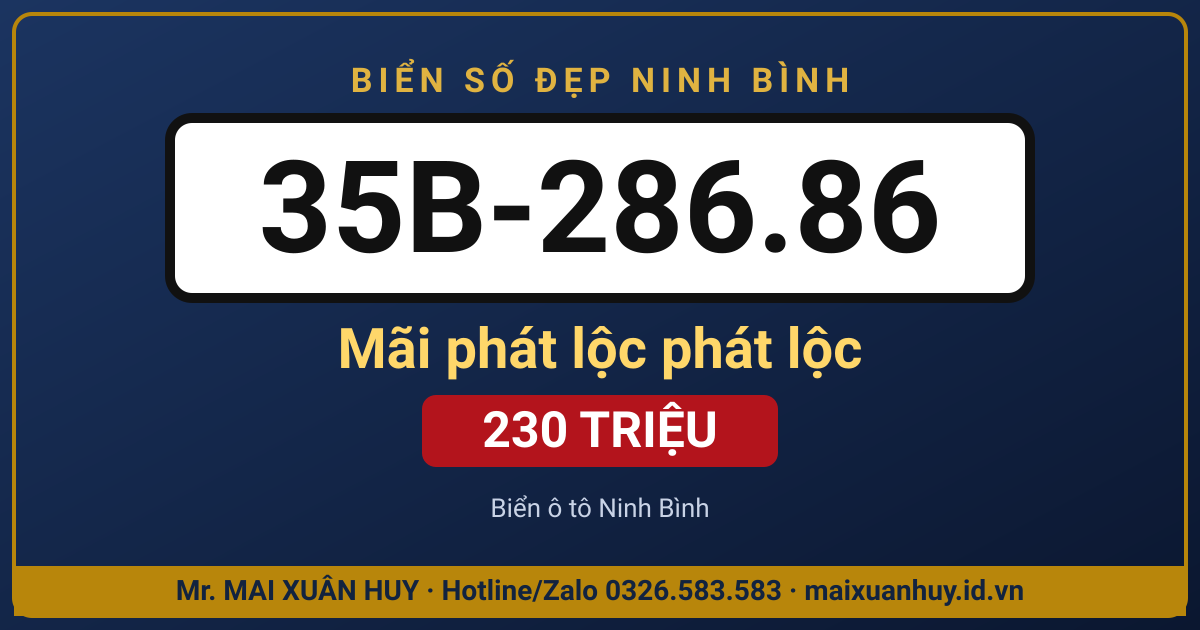 BIỂN SỐ ĐẸP NINH BÌNH
35B-286.86
Mãi phát lộc phát lộc
230 TRIỆU
Biển ô tô Ninh Bình
Mr. MAI XUÂN HUY · Hotline/Zalo 0326.583.583 · maixuanhuy.id.vn